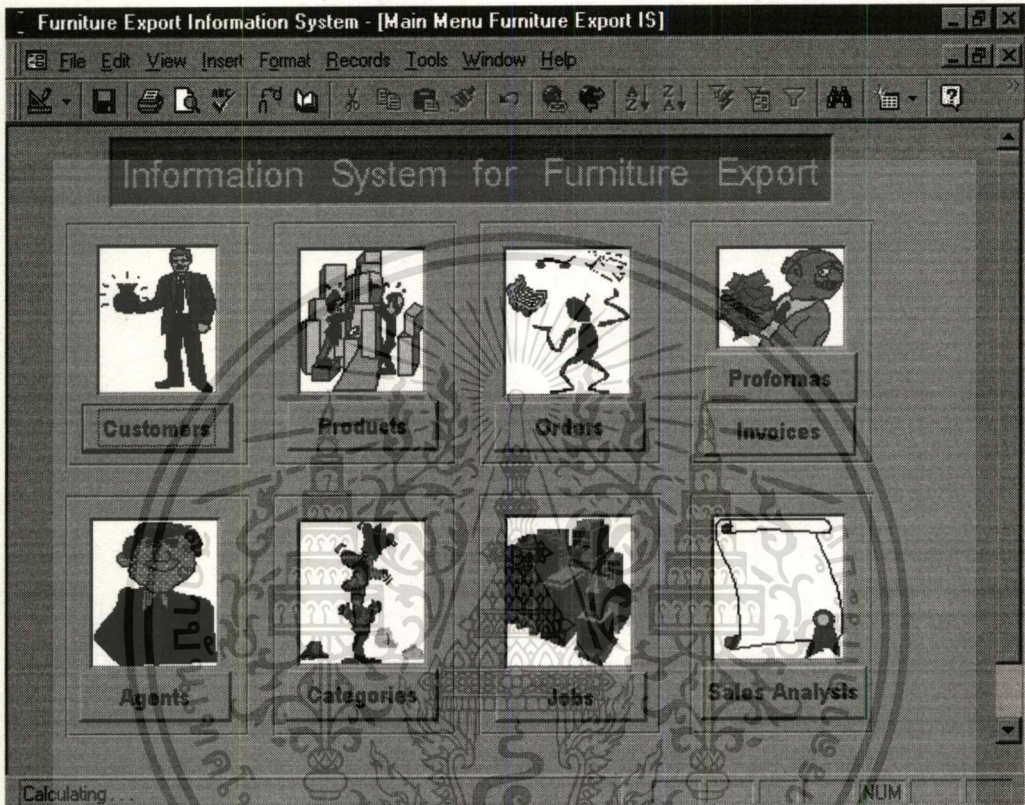 Furniture Export Information System - [Main Menu Furniture Export IS]
File Edit View Insert Format Records Tools Window Help
Information System for Furniture Export
Customers
Products
Orders
Proformas
Invoices
Agents
Categories
Jobs
Sales Analysis
Calculating . . .
NUM